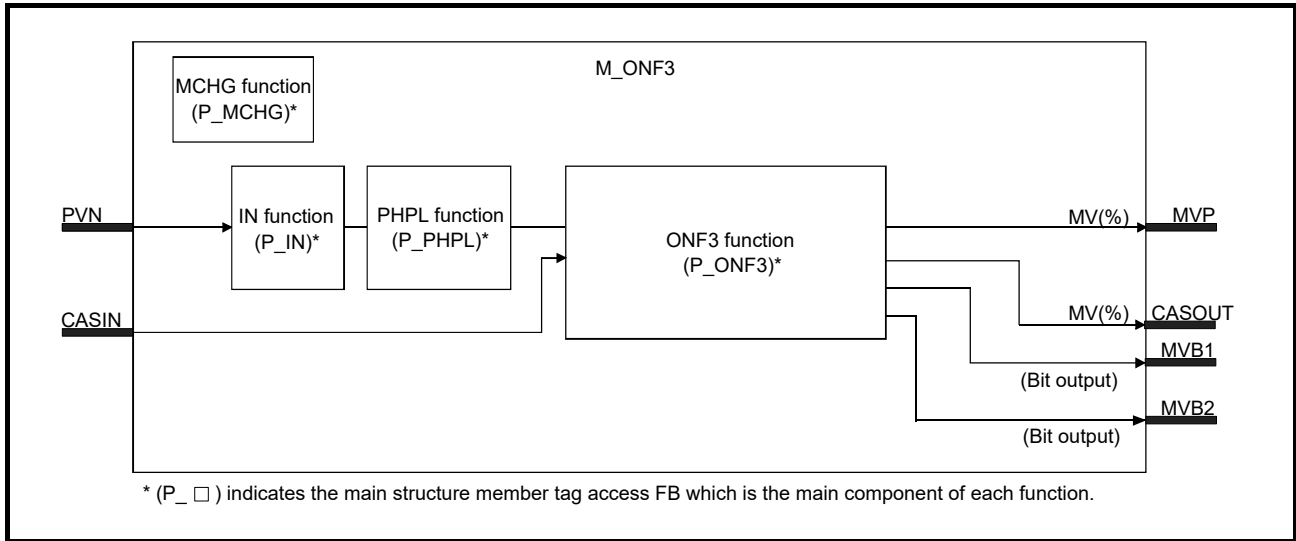 M_ONF3
MCHG function
(P_MCHG)*
PVN
IN function
(P_IN)*
PHPL function
(P_PHPL)*
ONF3 function
(P_ONF3)*
MV(%)
MVP
CASIN
MV(%)
CASOUT
MVB1
(Bit output)
MVB2
(Bit output)
* (P_ □ ) indicates the main structure member tag access FB which is the main component of each function.